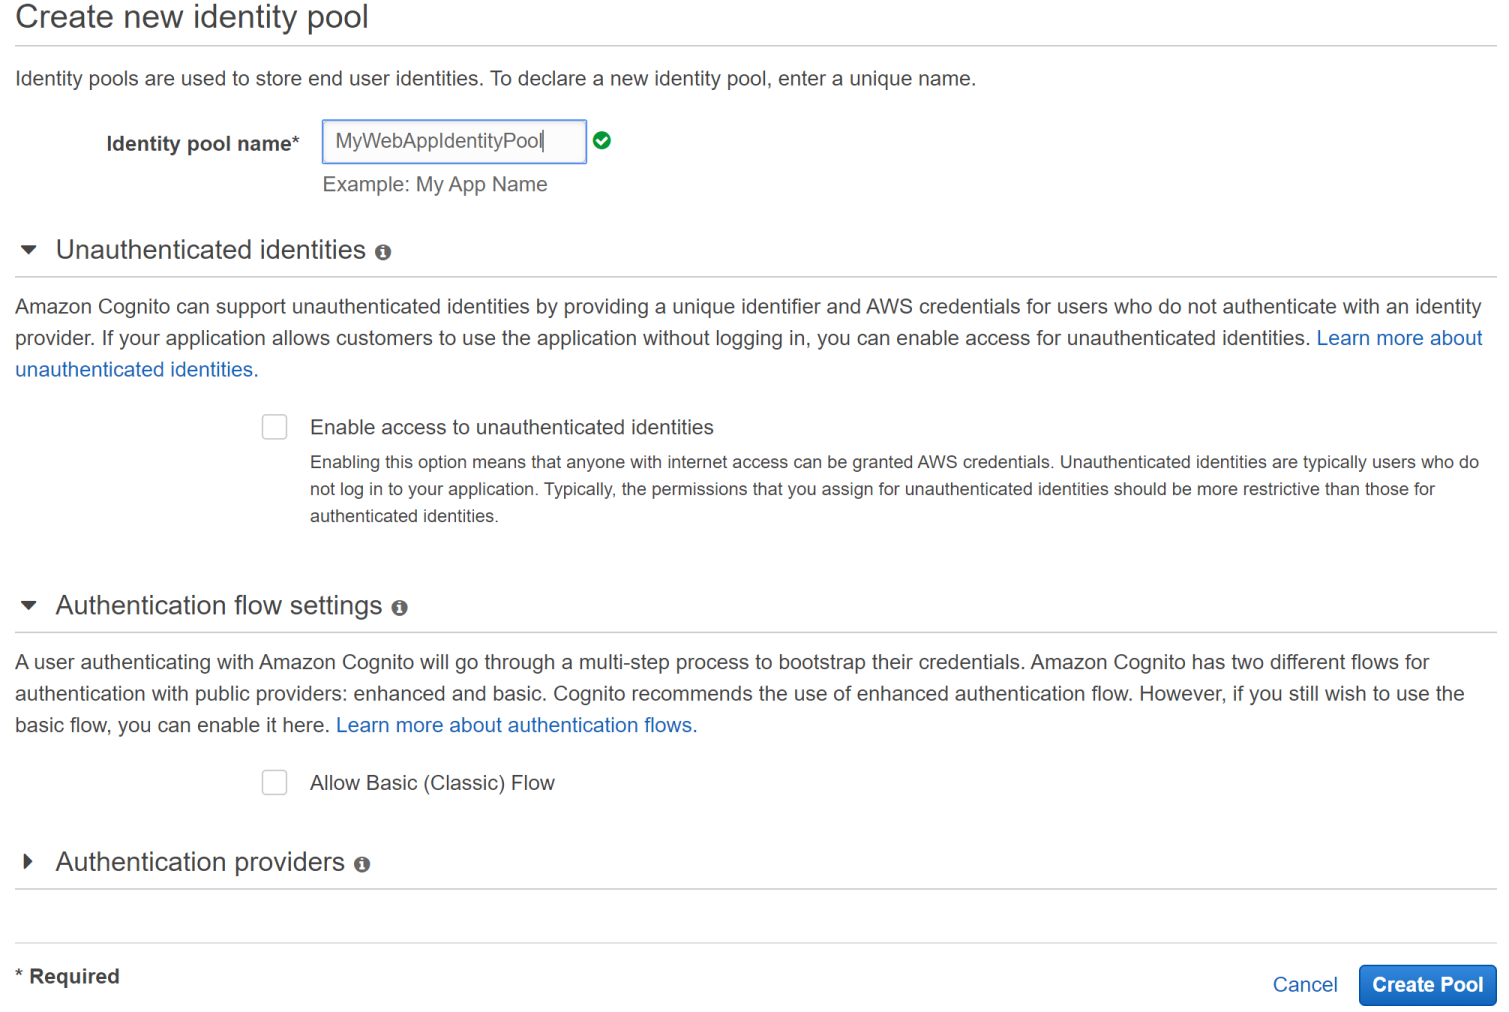 Create new identity pool
Identity pools are used to store end user identities. To declare a new identity pool, enter a unique name.
Identity pool name* MyWebAppIdentityPool
Example: My App Name
Unauthenticated identities
Amazon Cognito can support unauthenticated identities by providing a unique identifier and AWS credentials for users who do not authenticate with an identity
provider. If your application allows customers to use the application without logging in, you can enable access for unauthenticated identities. Learn more about
unauthenticated identities.
Enable access to unauthenticated identities
Enabling this option means that anyone with internet access can be granted AWS credentials. Unauthenticated identities are typically users who do
not log in to your application. Typically, the permissions that you assign for unauthenticated identities should be more restrictive than those for
authenticated identities.
Authentication flow settings
A user authenticating with Amazon Cognito will go through a multi-step process to bootstrap their credentials. Amazon Cognito has two different flows for
authentication with public providers: enhanced and basic. Cognito recommends the use of enhanced authentication flow. However, if you still wish to use the
basic flow, you can enable it here. Learn more about authentication flows.
Allow Basic (Classic) Flow
Authentication providers
* Required
Cancel Create Pool